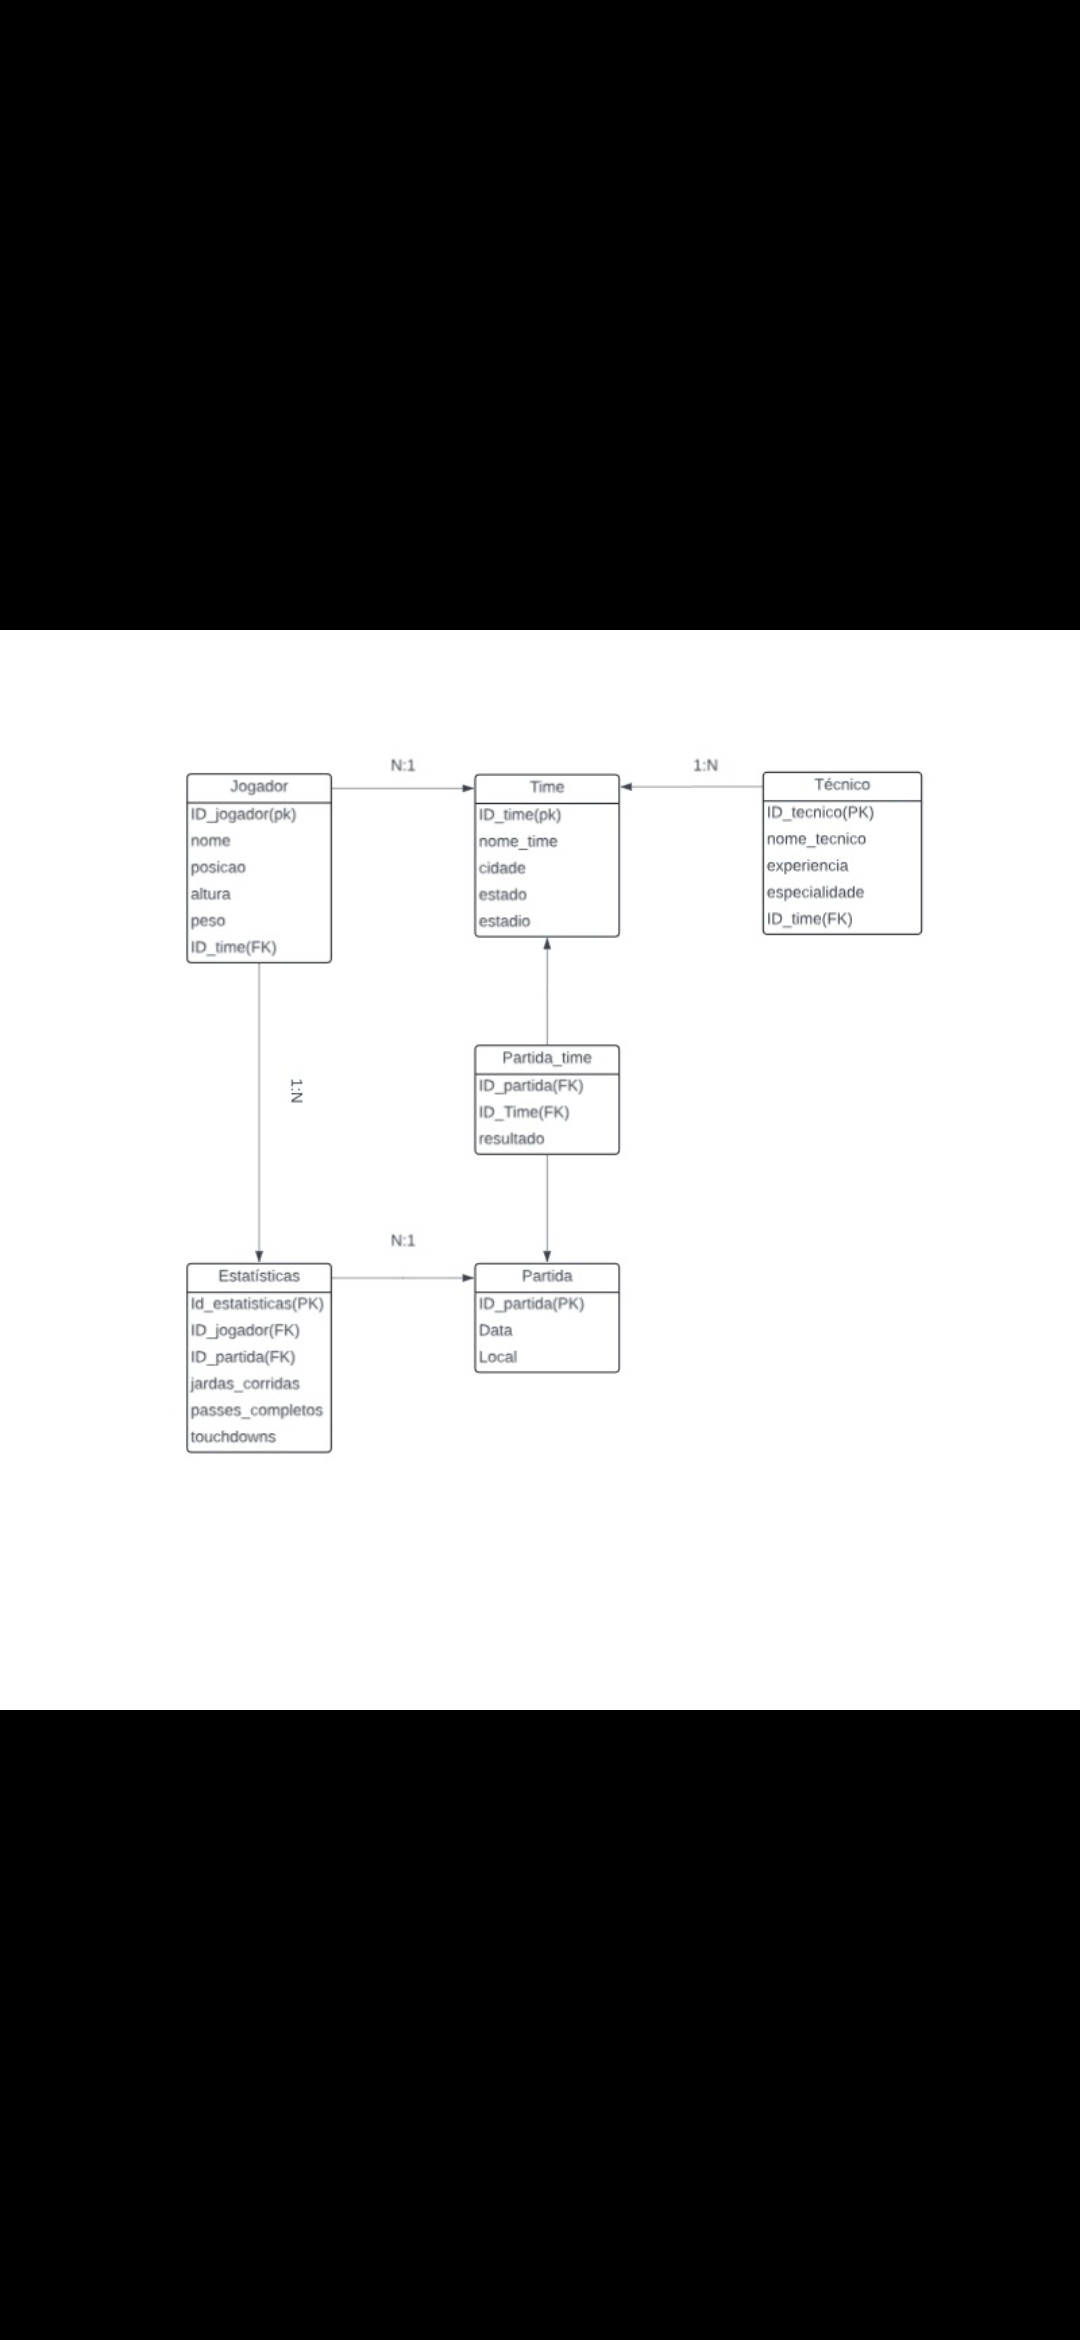 N:1
1:N
Jogador
ID_jogador(pk)
nome
posicao
altura
peso
ID_time(FK)
Time
ID_time(pk)
nome_time
cidade
estado
estadio
Técnico
ID_tecnico(PK)
nome_tecnico
experiencia
especialidade
ID_time(FK)
Partida_time
ID_partida(FK)
ID_Time(FK)
resultado
1:N
N:1
Estatísticas
Id_estatisticas(PK)
ID_jogador(FK)
ID_partida(FK)
jardas_corridas
passes_completos
touchdowns
Partida
ID_partida(PK)
Data
Local